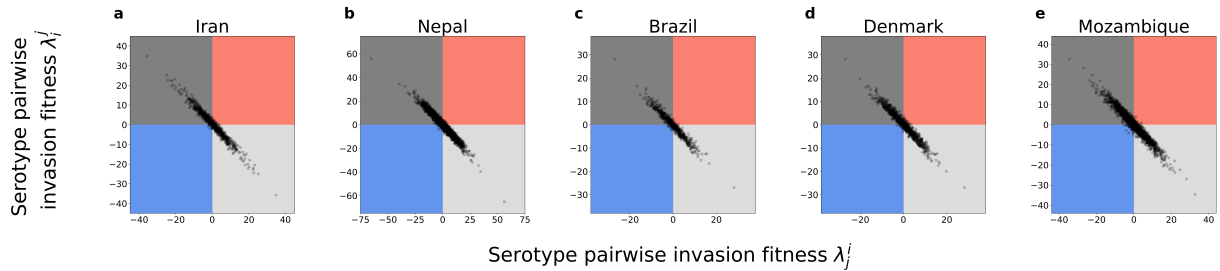 a
Iran
b
Nepal
c
Brazil
d
Denmark
e
Mozambique
Serotype pairwise
invasion fitness λ_i^j
40
30
20
10
0
−10
−20
−30
−40
−40 −20 0 20 40
60
40
20
0
−20
−40
−60
−75 −50 −25 0 25 50 75
30
20
10
0
−10
−20
−30
−20 0 20
30
20
10
0
−10
−20
−30
−20 0 20
40
30
20
10
0
−10
−20
−30
−40
−40 −20 0 20 40
Serotype pairwise invasion fitness λ_j^i